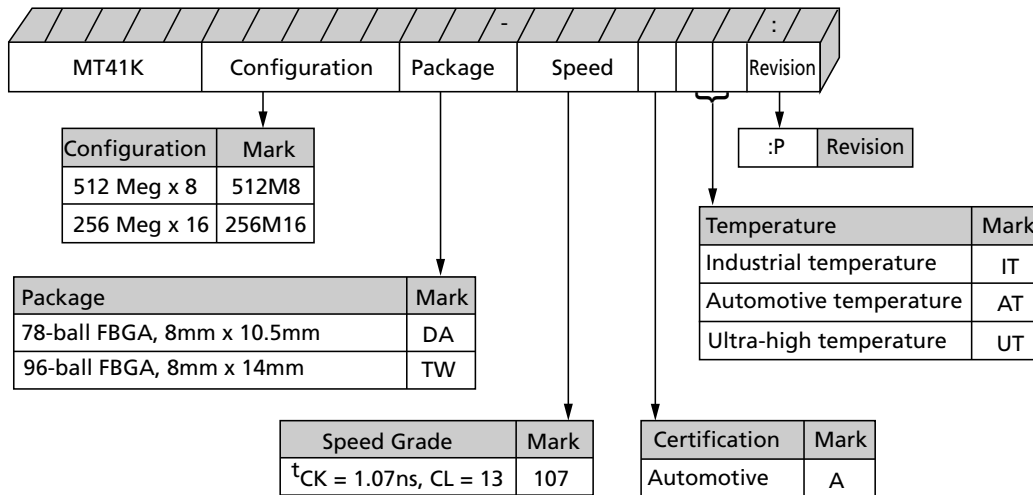 - :
MT41K Configuration Package Speed Revision
Configuration Mark
512 Meg x 8 512M8
256 Meg x 16 256M16
:P Revision
Package Mark
78-ball FBGA, 8mm x 10.5mm DA
96-ball FBGA, 8mm x 14mm TW
Temperature Mark
Industrial temperature IT
Automotive temperature AT
Ultra-high temperature UT
Speed Grade Mark
tCK = 1.07ns, CL = 13 107
Certification Mark
Automotive A